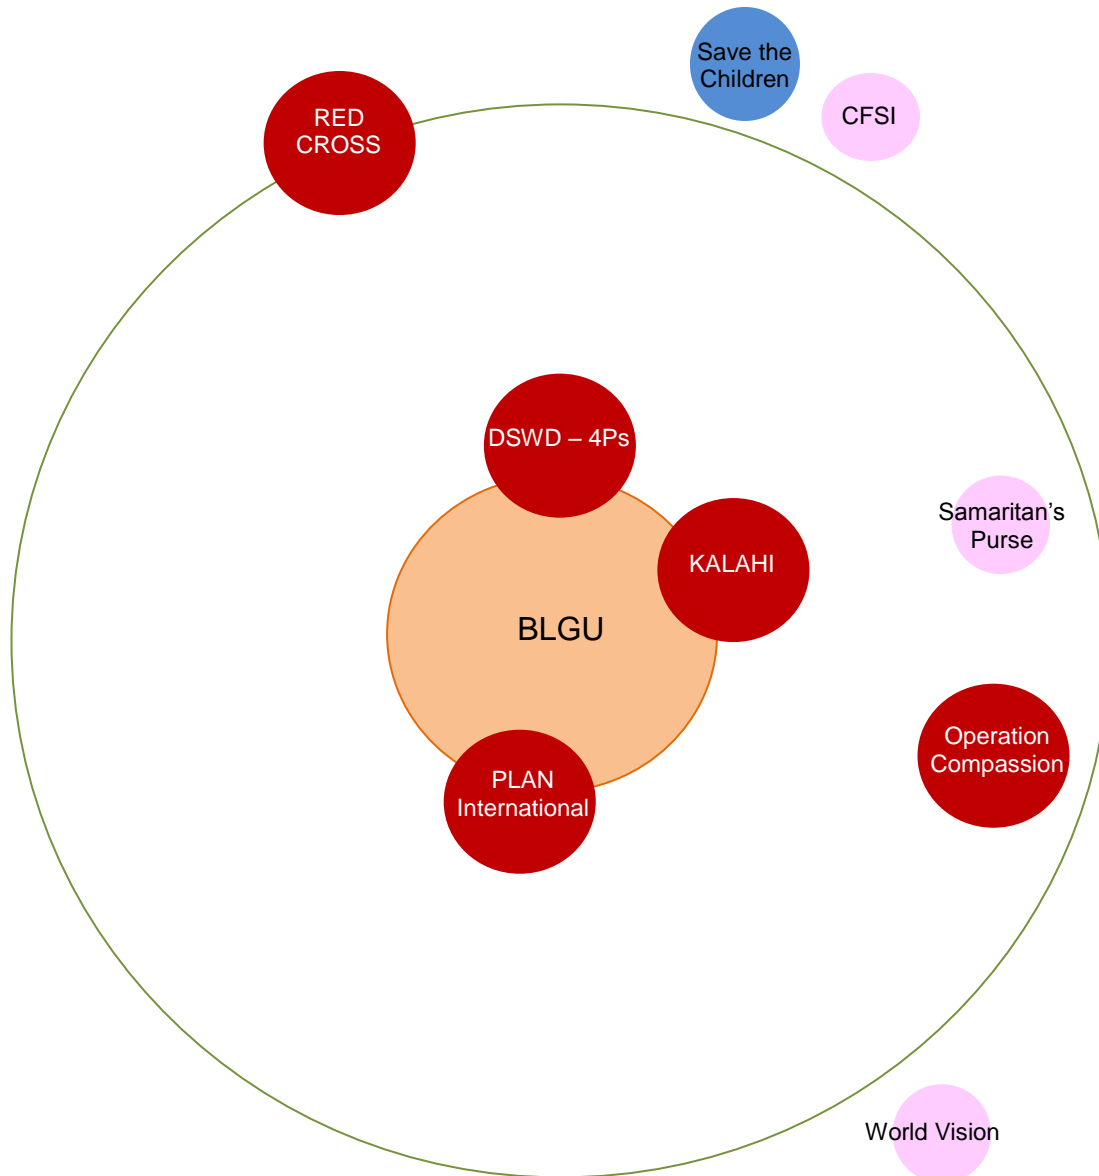 Save the
Children
RED
CROSS
CFSI
DSWD – 4Ps
Samaritan's
Purse
KALAHI
BLGU
Operation
Compassion
PLAN
International
World Vision